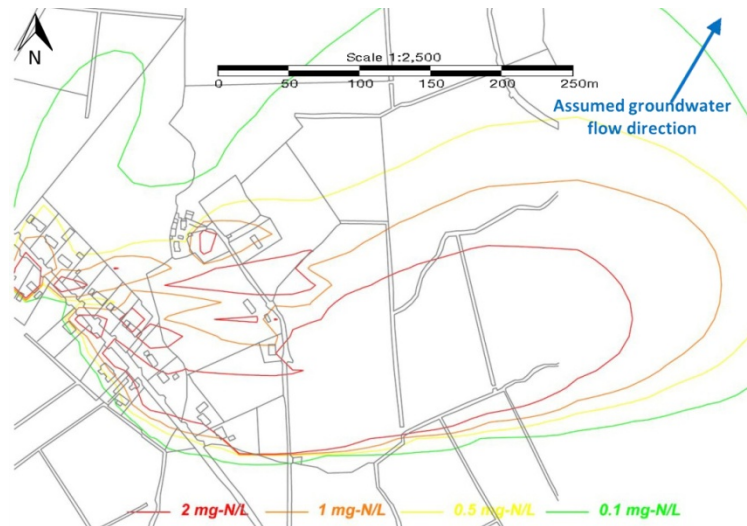 N
Scale 1:2,500
0 50 100 150 200 250m
Assumed groundwater
flow direction
2 mg-N/L 1 mg-N/L 0.5 mg-N/L 0.1 mg-N/L